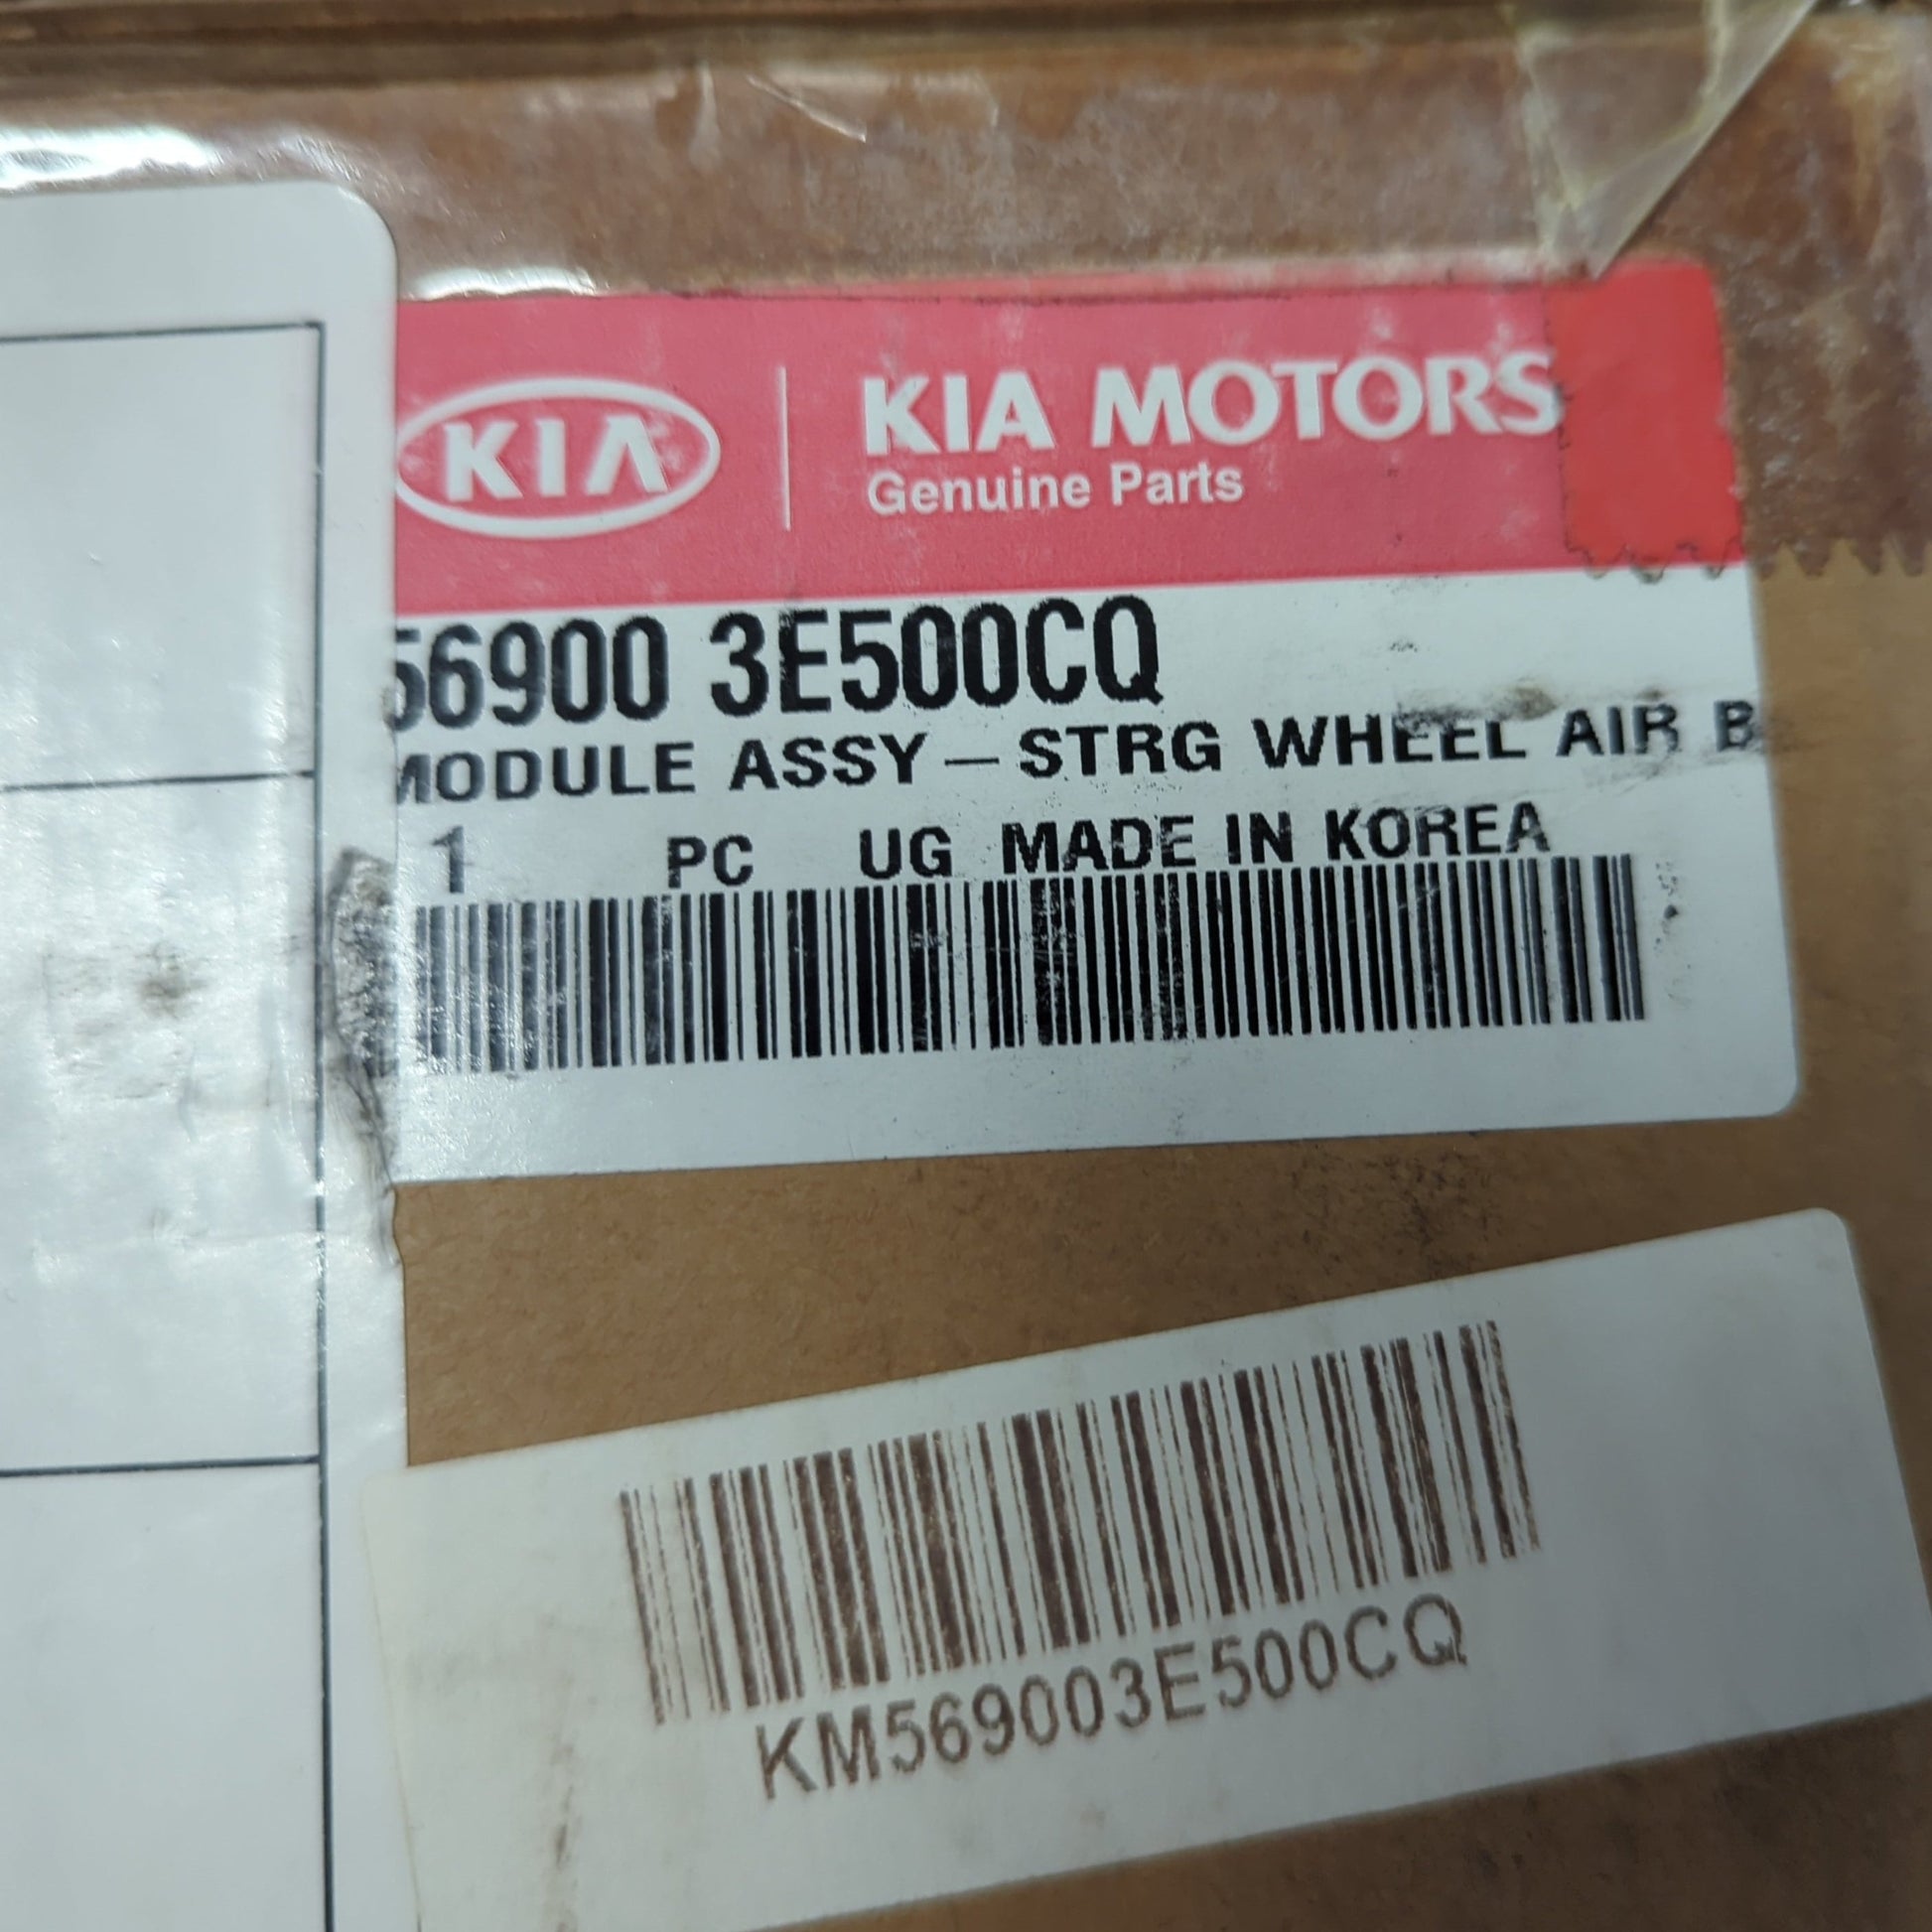 KIA
KIA MOTORS
Genuine Parts
56900 3E500CQ
MODULE ASSY - STRG WHEEL AIR B
1 PC UG MADE IN KOREA
KM569003E500CQ